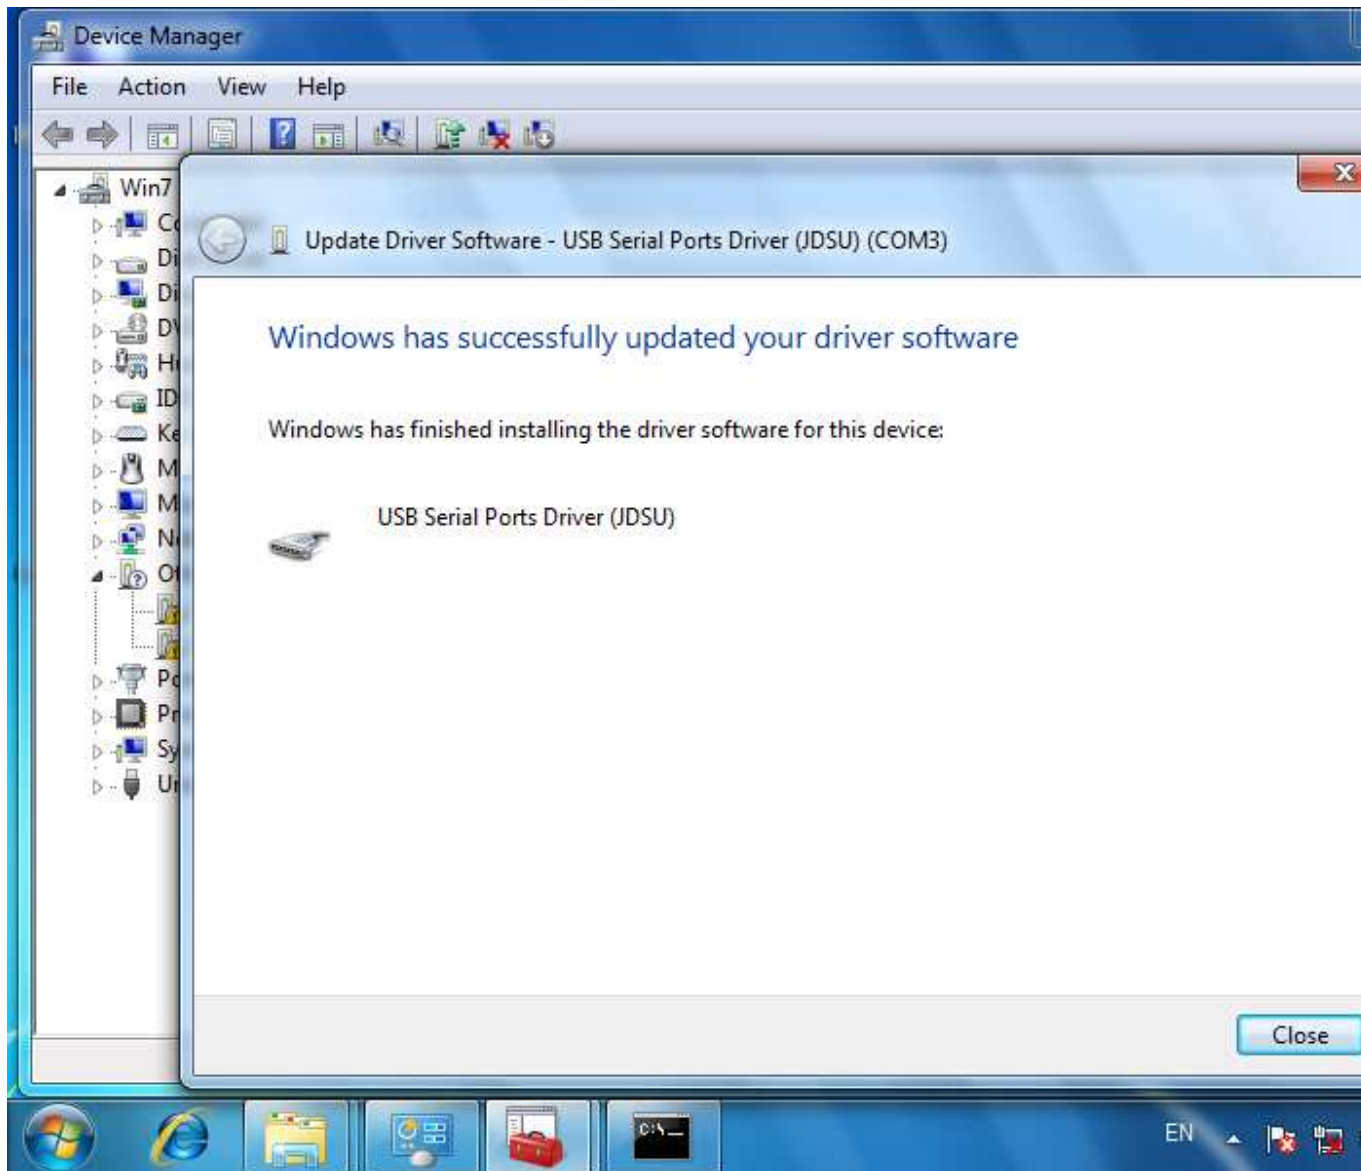 Device Manager
File Action View Help
Win7
Update Driver Software - USB Serial Ports Driver (JDSU) (COM3)
Windows has successfully updated your driver software
Windows has finished installing the driver software for this device:
USB Serial Ports Driver (JDSU)
Close
C:\_
EN